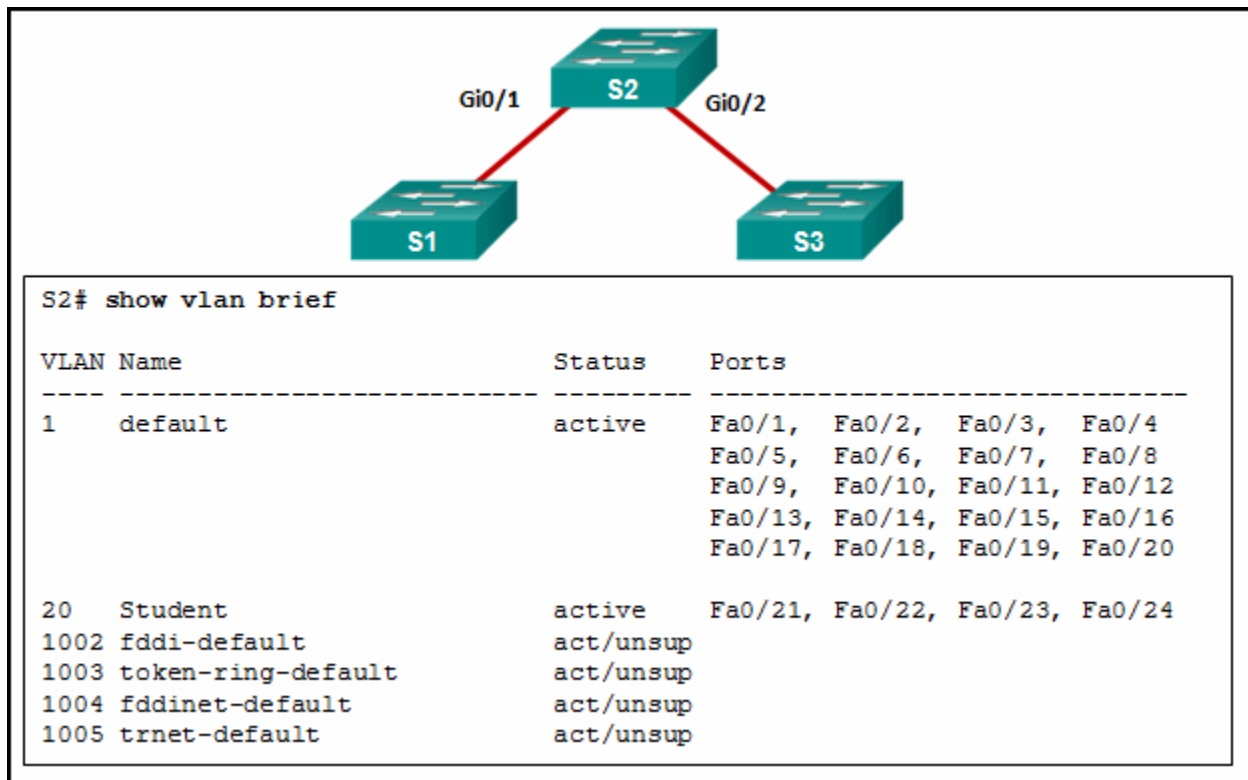 S2
Gi0/1
Gi0/2
S1
S3
S2# show vlan brief
VLAN Name Status Ports
---- --------------------------- --------- -------------------------------
1 default active Fa0/1, Fa0/2, Fa0/3, Fa0/4
Fa0/5, Fa0/6, Fa0/7, Fa0/8
Fa0/9, Fa0/10, Fa0/11, Fa0/12
Fa0/13, Fa0/14, Fa0/15, Fa0/16
Fa0/17, Fa0/18, Fa0/19, Fa0/20
20 Student active Fa0/21, Fa0/22, Fa0/23, Fa0/24
1002 fddi-default act/unsup
1003 token-ring-default act/unsup
1004 fddinet-default act/unsup
1005 trnet-default act/unsup